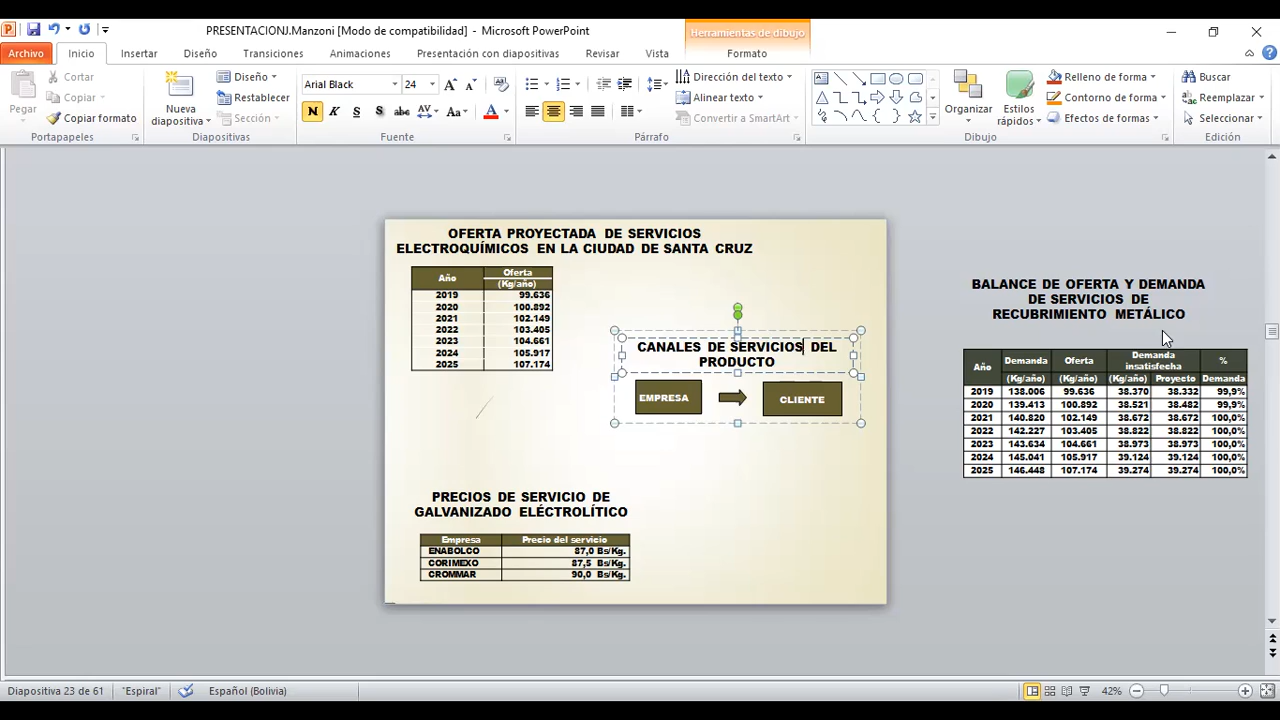 PRESENTACIONJ.Manzoni [Modo de compatibilidad] - Microsoft PowerPoint
Herramientas de dibujo
Archivo Inicio Insertar Diseño Transiciones Animaciones Presentación con diapositivas Revisar Vista Formato
Pegar
Cortar
Copiar
Copiar formato
Portapapeles
Nueva
diapositiva
Diseño
Restablecer
Sección
Diapositivas
Arial Black 24
N K S S abc AV Aa A
Fuente
Dirección del texto
Alinear texto
Convertir a SmartArt
Párrafo
Organizar
Estilos
rápidos
Relleno de forma
Contorno de forma
Efectos de formas
Dibujo
Buscar
Reemplazar
Seleccionar
Edición
OFERTA PROYECTADA DE SERVICIOS
ELECTROQUÍMICOS EN LA CIUDAD DE SANTA CRUZ
Año Oferta
(Kg/año)
2019 99.636
2020 100.892
2021 102.149
2022 103.405
2023 104.661
2024 105.917
2025 107.174
CANALES DE SERVICIOS DEL
PRODUCTO
EMPRESA CLIENTE
PRECIOS DE SERVICIO DE
GALVANIZADO ELÉCTROLÍTICO
Empresa Precio del servicio
ENABOLCO 87,0 Bs/Kg.
CORIMEXO 87,5 Bs/Kg.
CROMMAR 90,0 Bs/Kg.
BALANCE DE OFERTA Y DEMANDA
DE SERVICIOS DE
RECUBRIMIENTO METÁLICO
Año Demanda Oferta Demanda insatisfecha %
(Kg/año) (Kg/año) (Kg/año) Proyecto Demanda
2019 138.006 99.636 38.370 38.332 99,9%
2020 139.413 100.892 38.521 38.482 99,9%
2021 140.820 102.149 38.672 38.672 100,0%
2022 142.227 103.405 38.822 38.822 100,0%
2023 143.634 104.661 38.973 38.973 100,0%
2024 145.041 105.917 39.124 39.124 100,0%
2025 146.448 107.174 39.274 39.274 100,0%
Diapositiva 23 de 61 "Espiral" Español (Bolivia) 42%